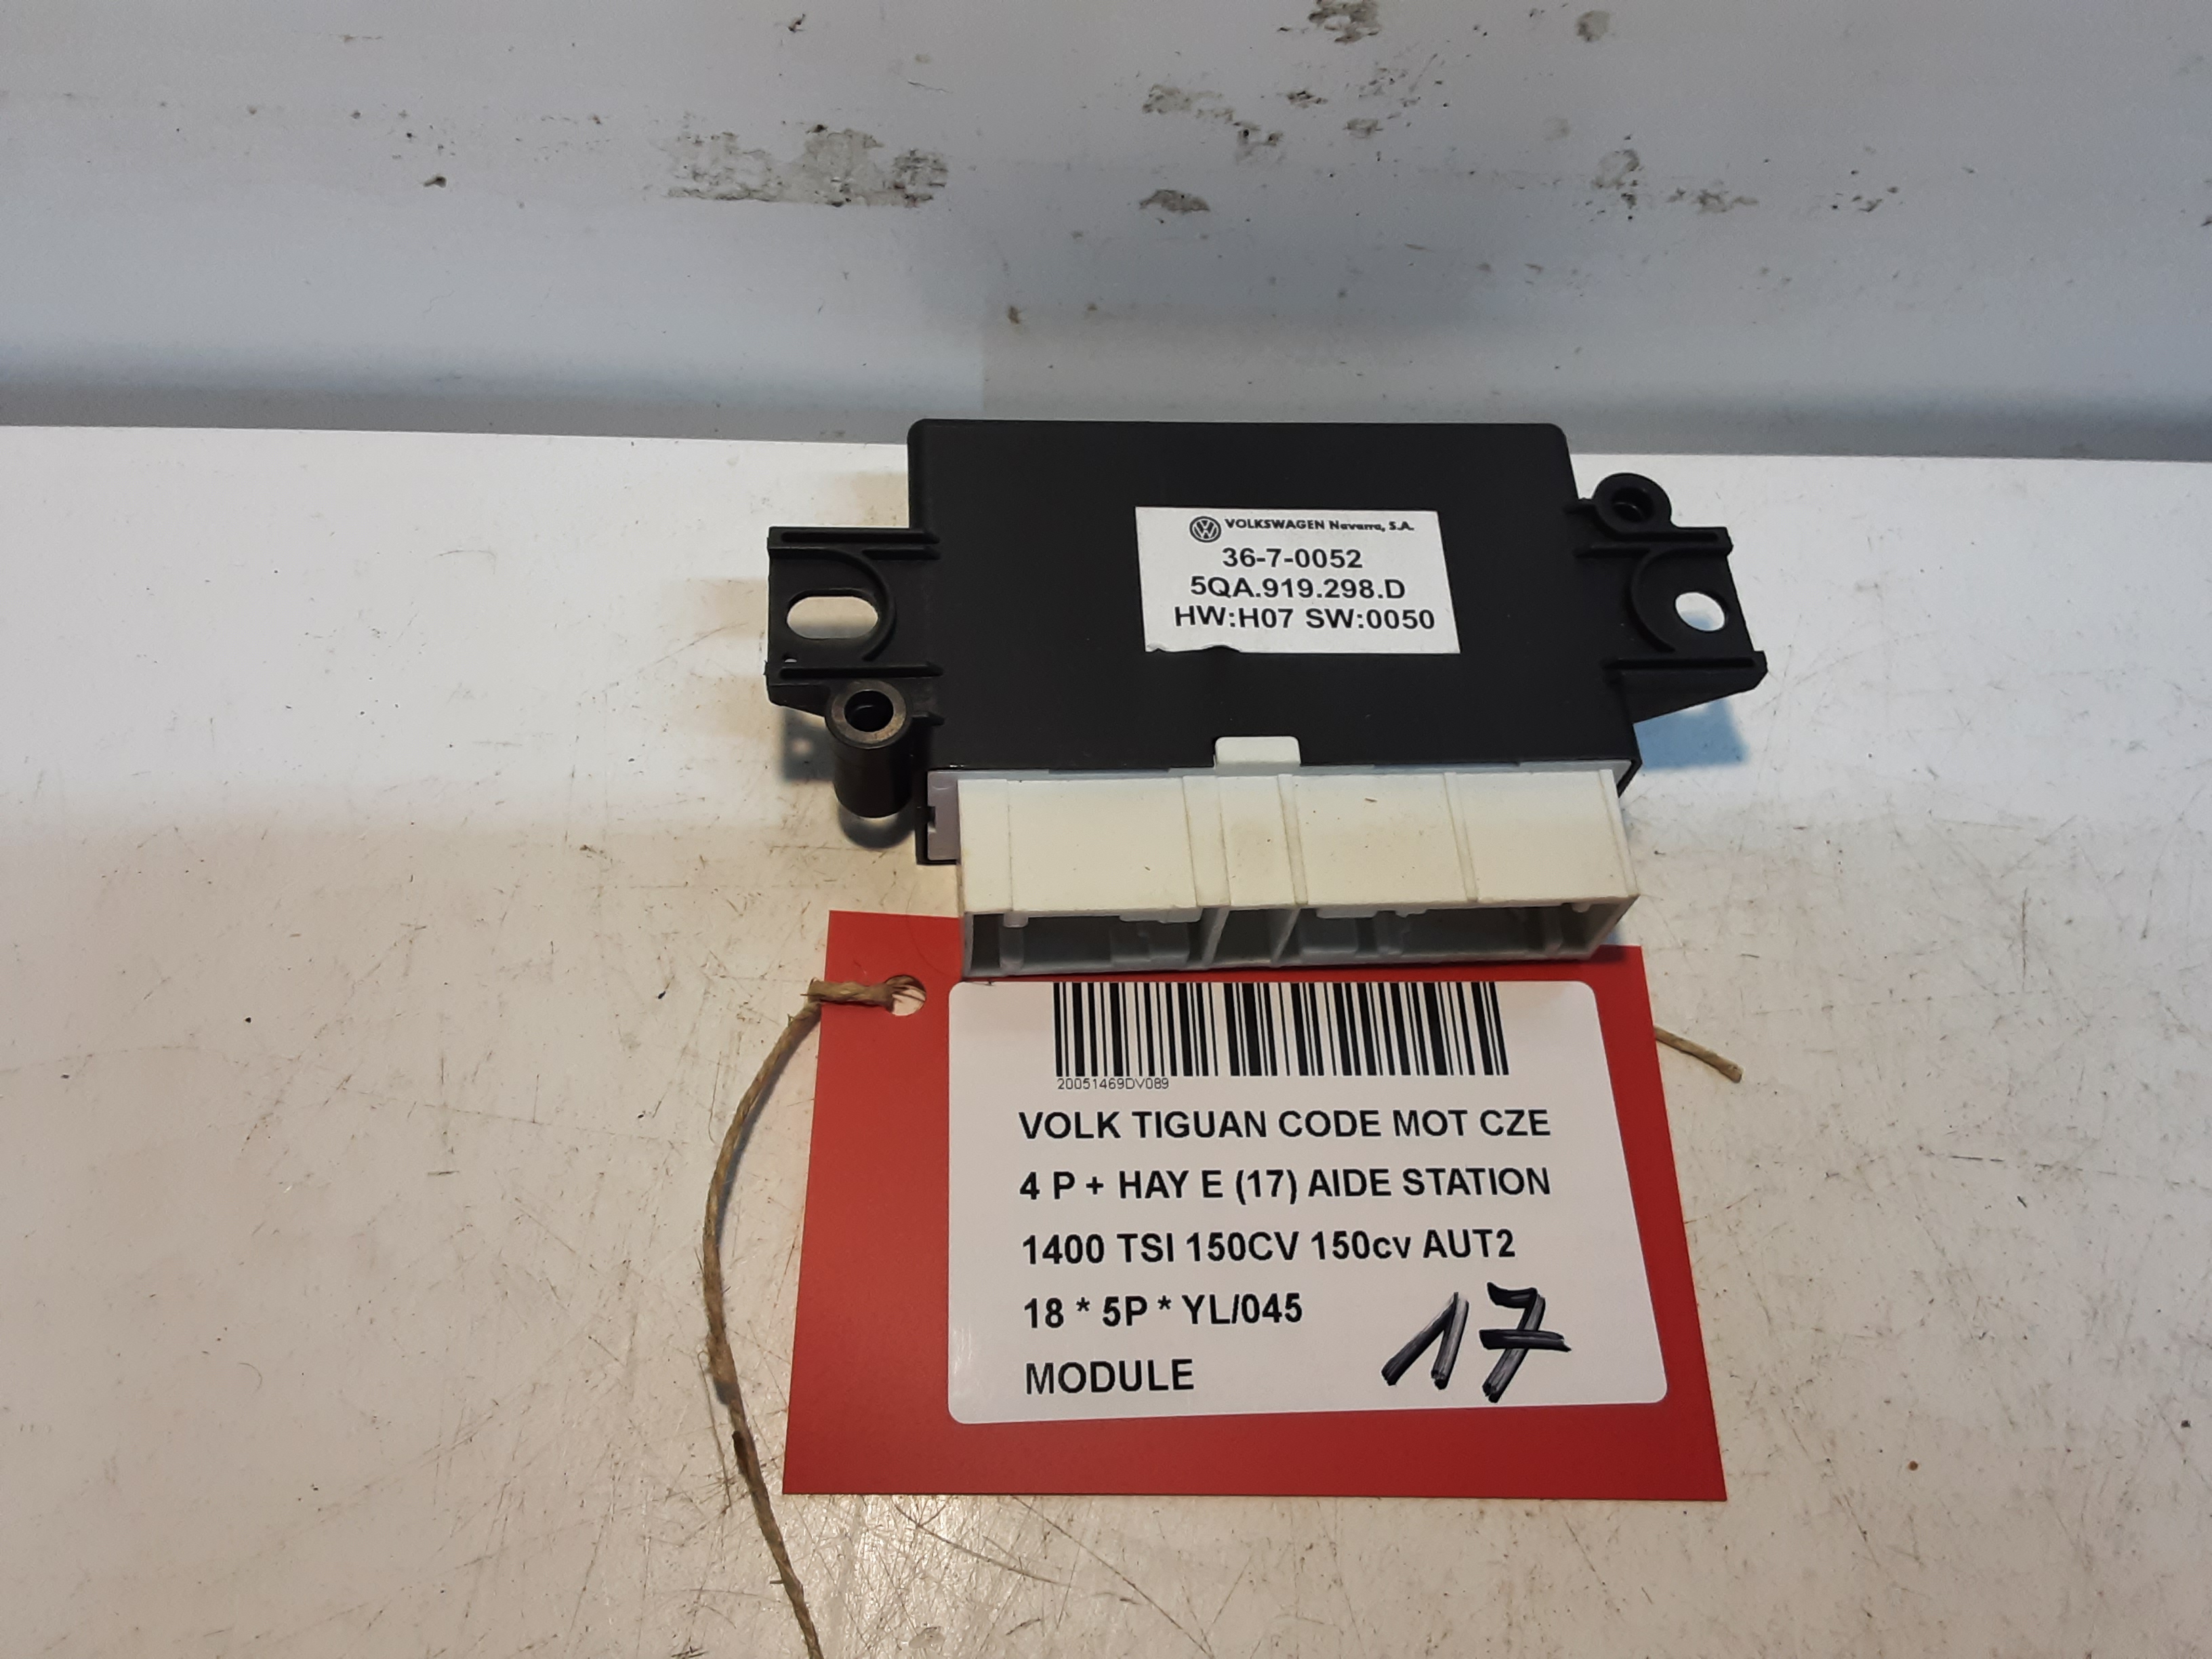 VOLKSWAGEN Navarra, S.A.
36-7-0052
5QA.919.298.D
HW:H07 SW:0050
20051469DV089
VOLK TIGUAN CODE MOT CZE
4 P + HAY E (17) AIDE STATION
1400 TSI 150CV 150cv AUT2
18 * 5P * YL/045
MODULE
17